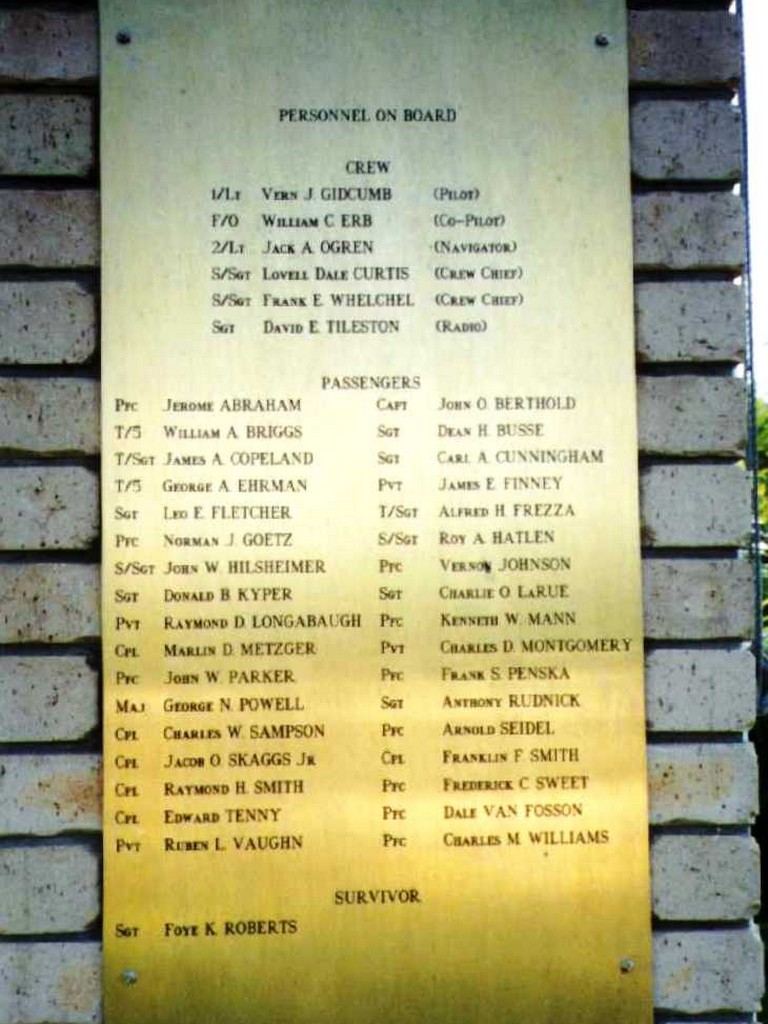 PERSONNEL ON BOARD
CREW
1/Lt Vern J GIDCUMB (Pilot)
F/O William C ERB (Co-Pilot)
2/Lt Jack A OGREN (Navigator)
S/Sgt Lovell Dale CURTIS (Crew Chief)
S/Sgt Frank E WHELCHEL (Crew Chief)
Sgt David E TILESTON (Radio)
PASSENGERS
Pfc Jerome ABRAHAM Capt John O BERTHOLD
T/5 William A BRIGGS Sgt Dean H BUSSE
T/Sgt James A COPELAND Sgt Carl A CUNNINGHAM
T/5 George A EHRMAN Pvt James E FINNEY
Sgt Leo E FLETCHER T/Sgt Alfred H FREZZA
Pfc Norman J GOETZ S/Sgt Roy A HATLEN
S/Sgt John W HILSHEIMER Pfc Vernon JOHNSON
Sgt Donald B KYPER Sgt Charlie O LaRUE
Pvt Raymond D LONGABAUGH Pfc Kenneth W MANN
Cpl Marlin D METZGER Pvt Charles D MONTGOMERY
Pfc John W PARKER Pfc Frank S PENSKA
Maj George N POWELL Sgt Anthony RUDNICK
Cpl Charles W SAMPSON Pfc Arnold SEIDEL
Cpl Jacob O SKAGGS Jr Cpl Franklin F SMITH
Cpl Raymond H SMITH Pfc Frederick C SWEET
Cpl Edward TENNY Pfc Dale VAN FOSSON
Pvt Ruben L VAUGHN Pfc Charles M WILLIAMS
SURVIVOR
Sgt Foye K ROBERTS